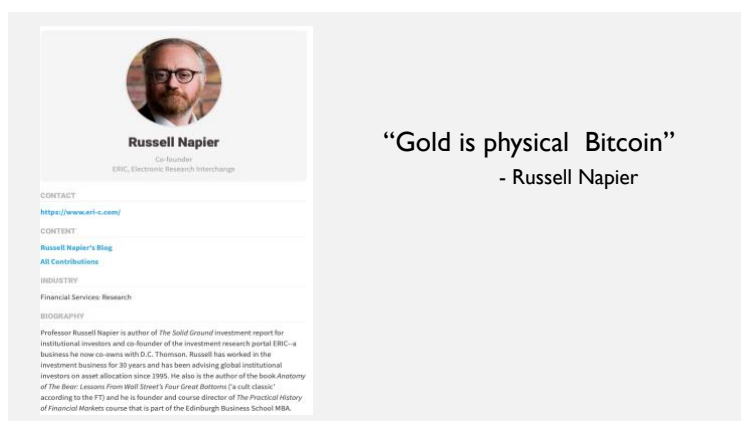 Russell Napier
Co-founder
ERIC, Electronic Research Interchange
CONTACT
https://www.eri-c.com/
CONTENT
Russell Napier's Blog
All Contributions
INDUSTRY
Financial Services: Research
BIOGRAPHY
Professor Russell Napier is author of The Solid Ground investment report for
institutional investors and co-founder of the investment research portal ERIC--a
business he now co-owns with D.C. Thomson. Russell has worked in the
investment business for 30 years and has been advising global institutional
investors on asset allocation since 1995. He also is the author of the book Anatomy
of The Bear: Lessons From Wall Street's Four Great Bottoms ('a cult classic'
according to the FT) and he is founder and course director of The Practical History
of Financial Markets course that is part of the Edinburgh Business School MBA.
“Gold is physical  Bitcoin”
- Russell Napier